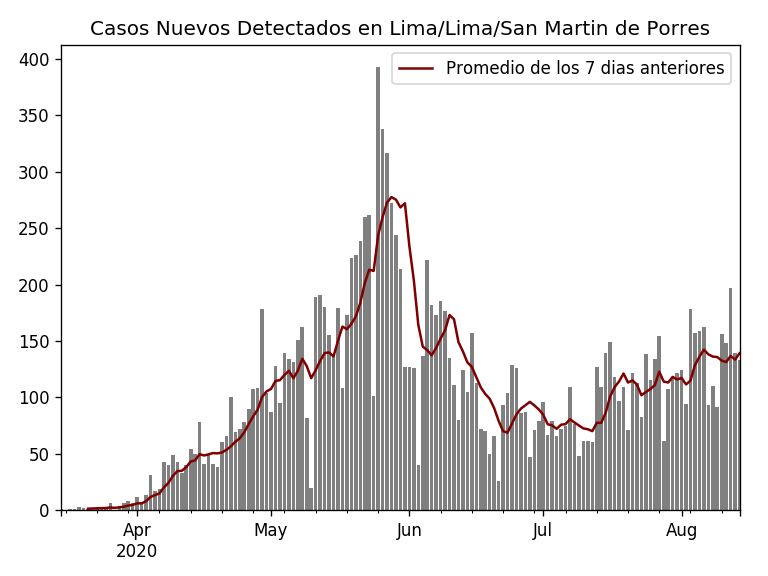 Casos Nuevos Detectados en Lima/Lima/San Martin de Porres
Promedio de los 7 dias anteriores
400
350
300
250
200
150
100
50
0
Apr
2020
May
Jun
Jul
Aug